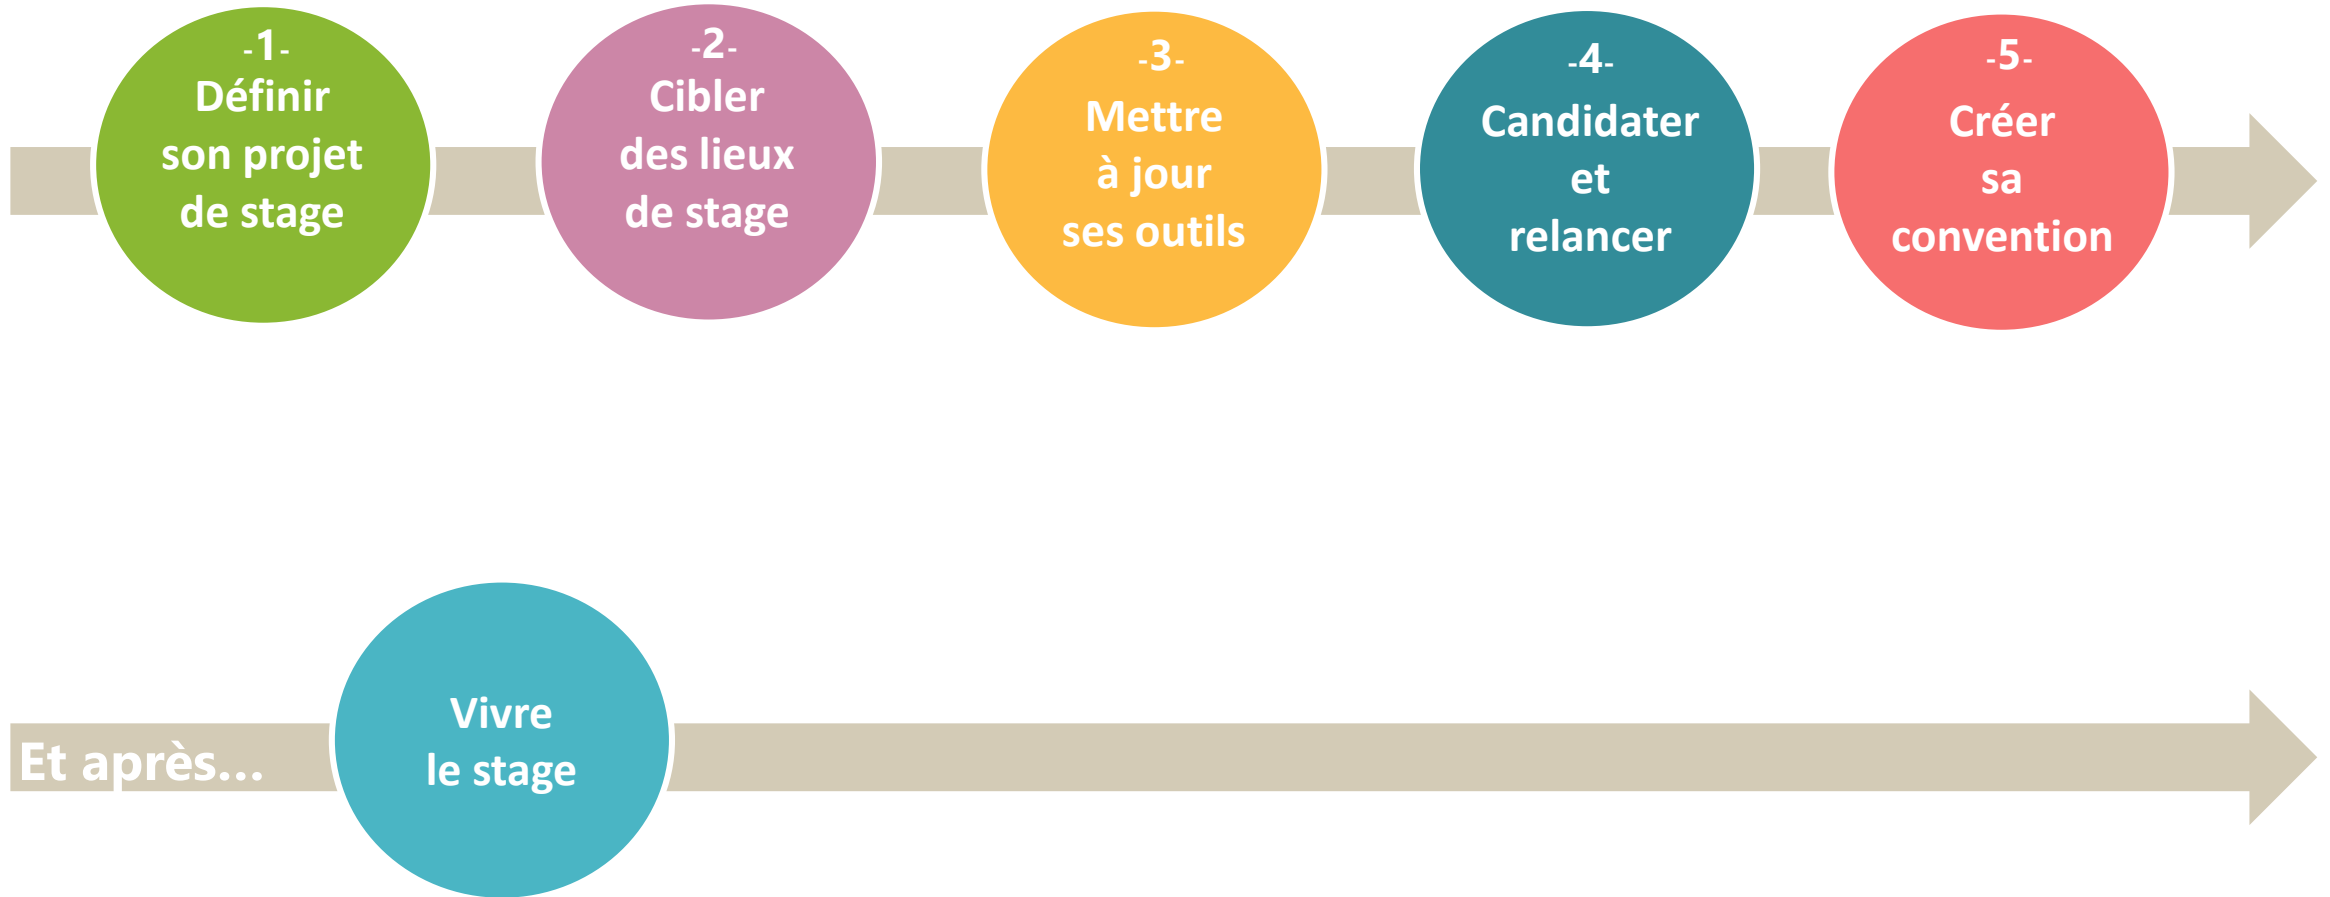 -1-
Définir
son projet
de stage
-2-
Cibler
des lieux
de stage
-3-
Mettre
à jour
ses outils
-4-
Candidater
et
relancer
-5-
Créer
sa
convention
Et après...
Vivre
le stage